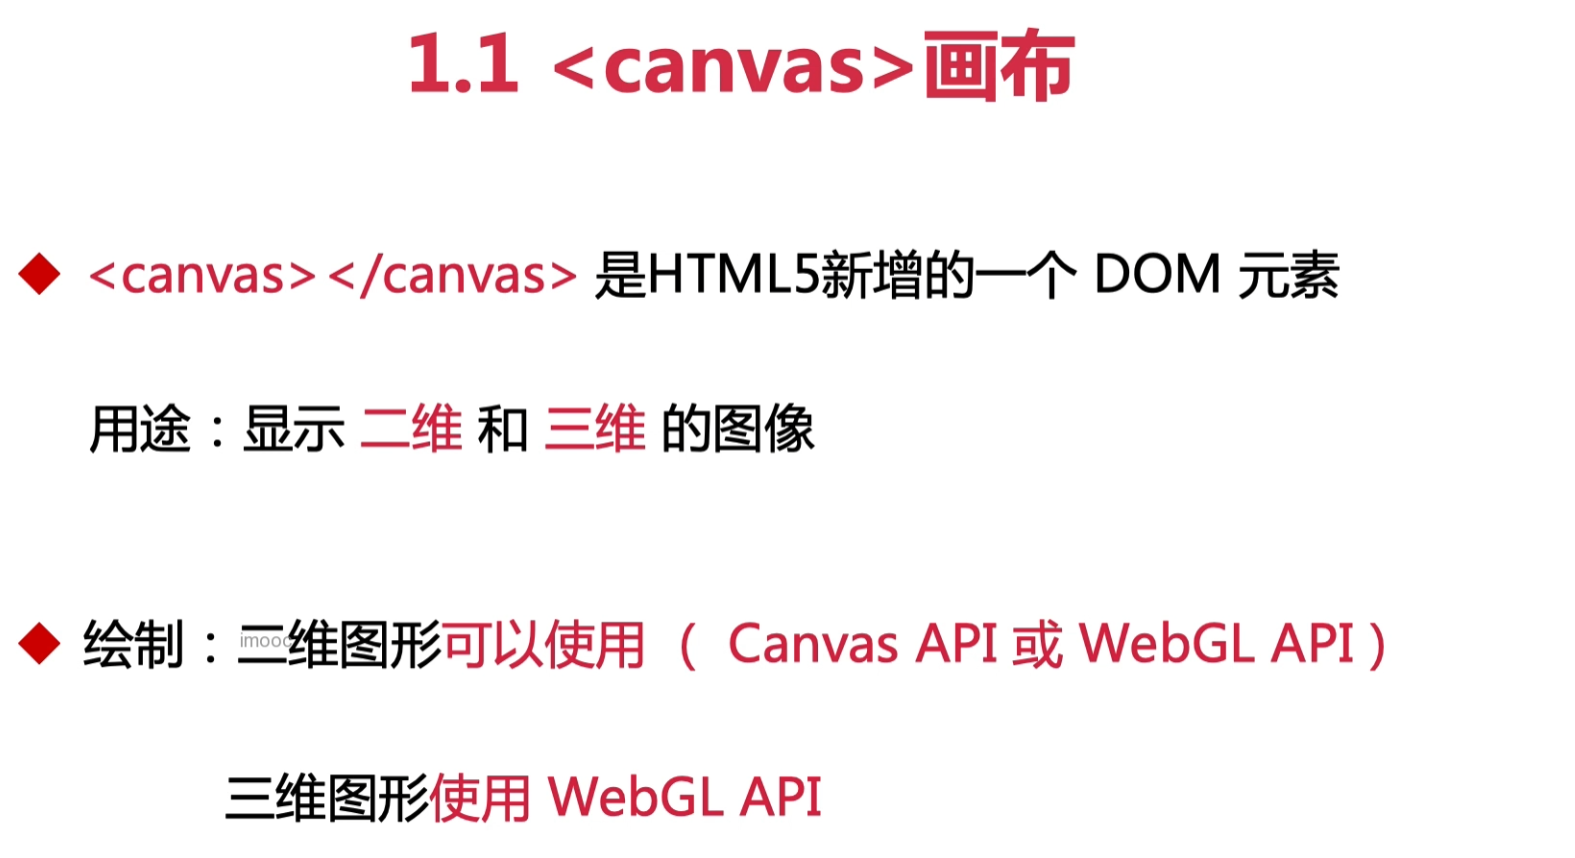 1.1 <canvas>画布
<canvas></canvas> 是HTML5新增的一个 DOM 元素
用途：显示 二维 和 三维 的图像
绘制：二维图形可以使用（ Canvas API 或 WebGL API ）
三维图形使用 WebGL API